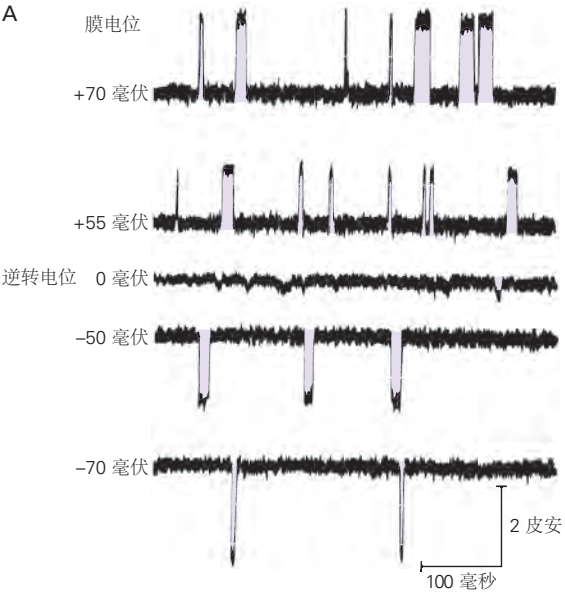 A
膜电位
+70 毫伏
+55 毫伏
逆转电位 0 毫伏
–50 毫伏
–70 毫伏
2 皮安
100 毫秒